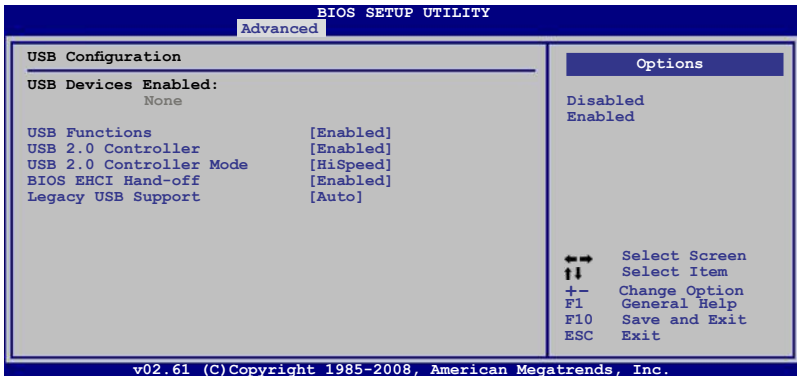 BIOS SETUP UTILITY
Advanced
USB Configuration
USB Devices Enabled:
None
USB Functions [Enabled]
USB 2.0 Controller [Enabled]
USB 2.0 Controller Mode [HiSpeed]
BIOS EHCI Hand-off [Enabled]
Legacy USB Support [Auto]
Options
Disabled
Enabled
←→ Select Screen
↑↓ Select Item
+- Change Option
F1 General Help
F10 Save and Exit
ESC Exit
v02.61 (C)Copyright 1985-2008, American Megatrends, Inc.